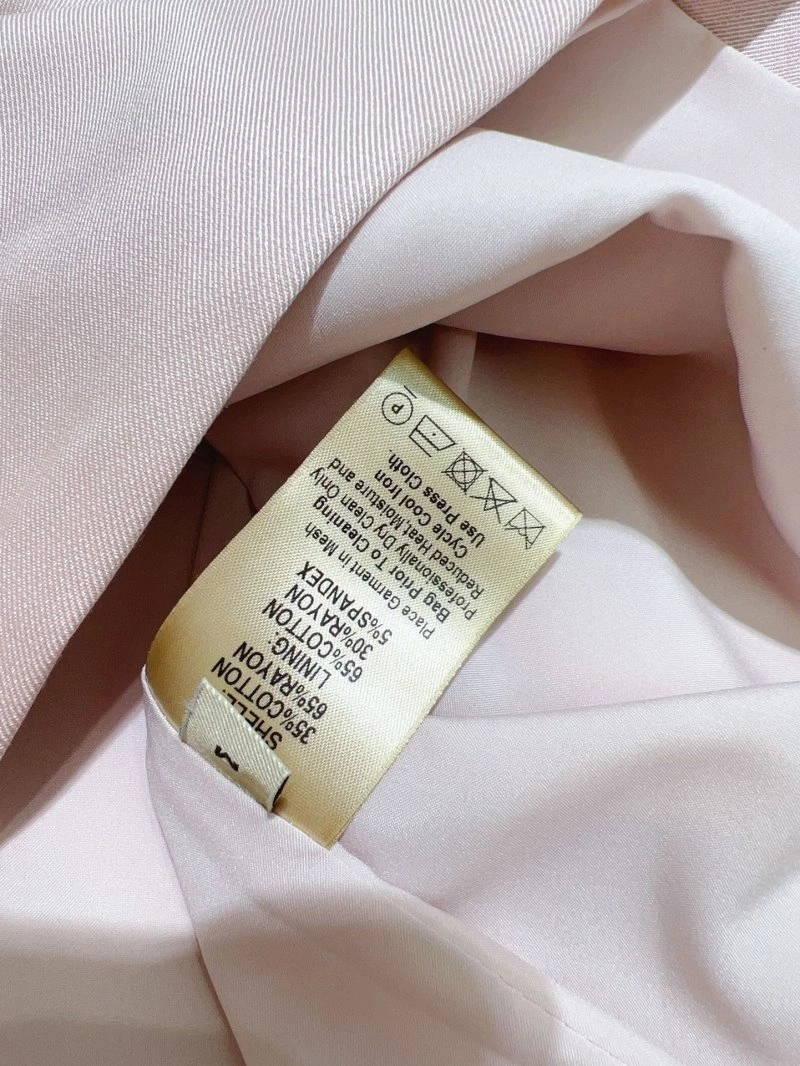 SHELL:
35%COTTON
65%RAYON
LINING:
65%COTTON
30%RAYON
5%SPANDEX
Place Garment in Mesh
Bag Prior To Cleaning
Professionally Dry Clean Only
Reduced Heat, Moisture and
Cycle Cool Iron
Use Press Cloth.
P
M